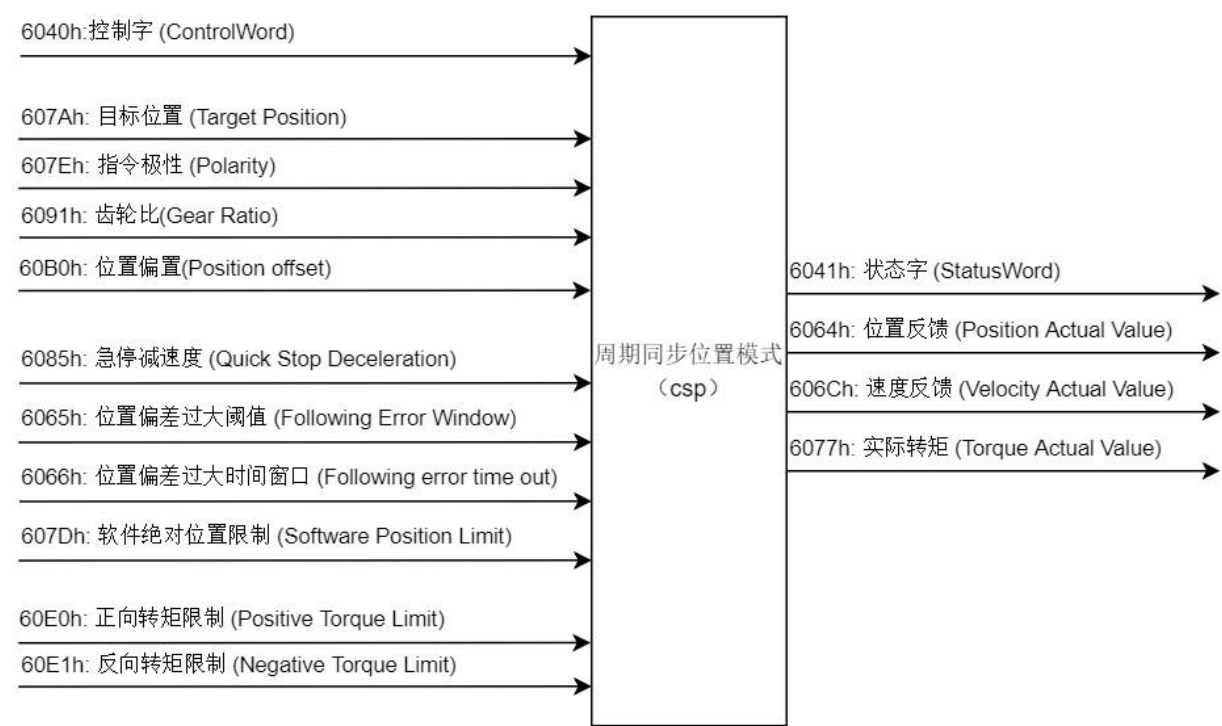 6040h:控制字 (ControlWord)
607Ah: 目标位置 (Target Position)
607Eh: 指令极性 (Polarity)
6091h: 齿轮比(Gear Ratio)
60B0h: 位置偏置(Position offset)
6085h: 急停减速度 (Quick Stop Deceleration)
6065h: 位置偏差过大阈值 (Following Error Window)
6066h: 位置偏差过大时间窗口 (Following error time out)
607Dh: 软件绝对位置限制 (Software Position Limit)
60E0h: 正向转矩限制 (Positive Torque Limit)
60E1h: 反向转矩限制 (Negative Torque Limit)
周期同步位置模式
（csp）
6041h: 状态字 (StatusWord)
6064h: 位置反馈 (Position Actual Value)
606Ch: 速度反馈 (Velocity Actual Value)
6077h: 实际转矩 (Torque Actual Value)